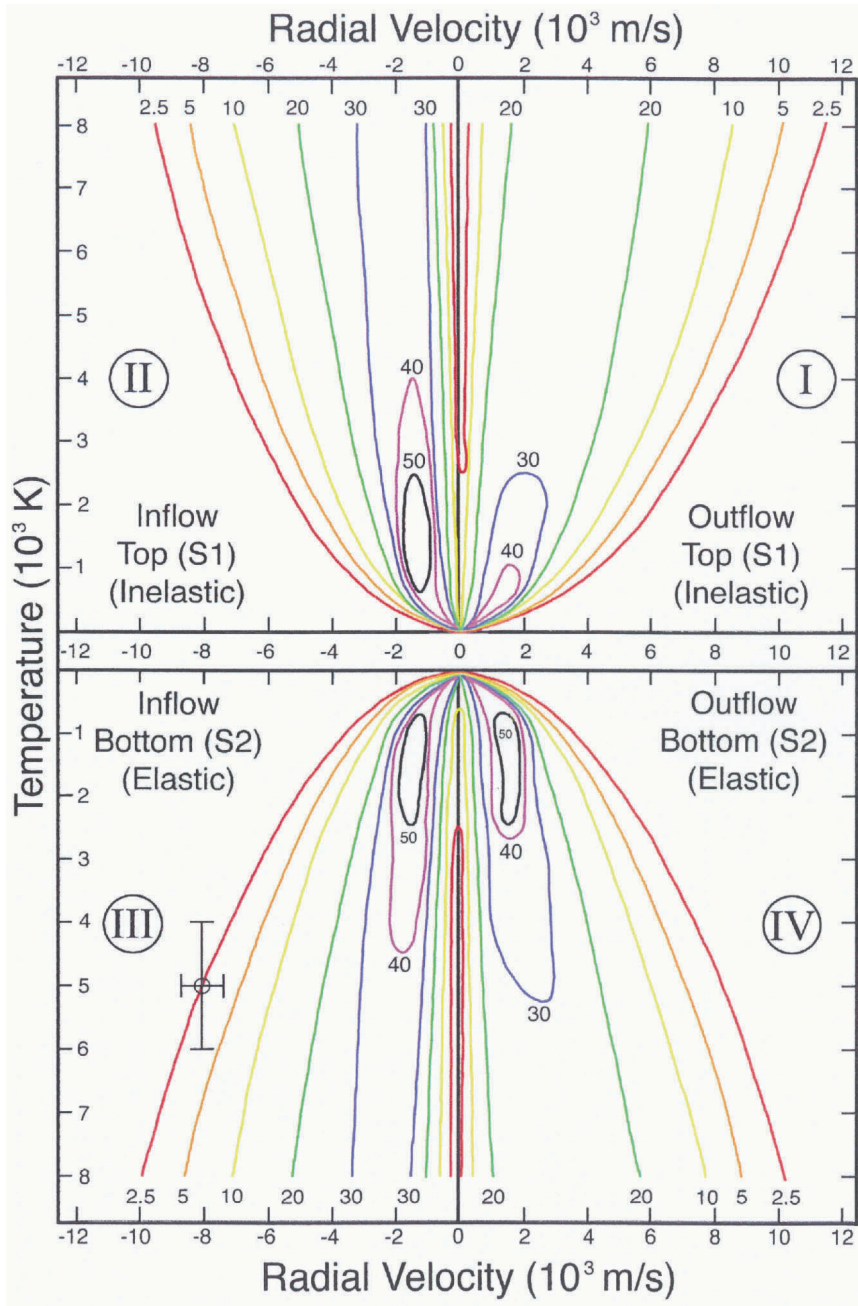 Radial Velocity (10³ m/s)
-12 -10 -8 -6 -4 -2 0 2 4 6 8 10 12
2.5 5 10 20 30 30 20 20 10 5 2.5
8
7
6
5
4
3
2
1
II
I
40
50
30
40
Inflow
Top (S1)
(Inelastic)
Outflow
Top (S1)
(Inelastic)
Temperature (10³ K)
-12 -10 -8 -6 -4 -2 0 2 4 6 8 10 12
Inflow
Bottom (S2)
(Elastic)
Outflow
Bottom (S2)
(Elastic)
1
2
3
4
5
6
7
8
50
50
40
40
30
III
IV
2.5 5 10 20 30 30 20 20 10 5 2.5
-12 -10 -8 -6 -4 -2 0 2 4 6 8 10 12
Radial Velocity (10³ m/s)